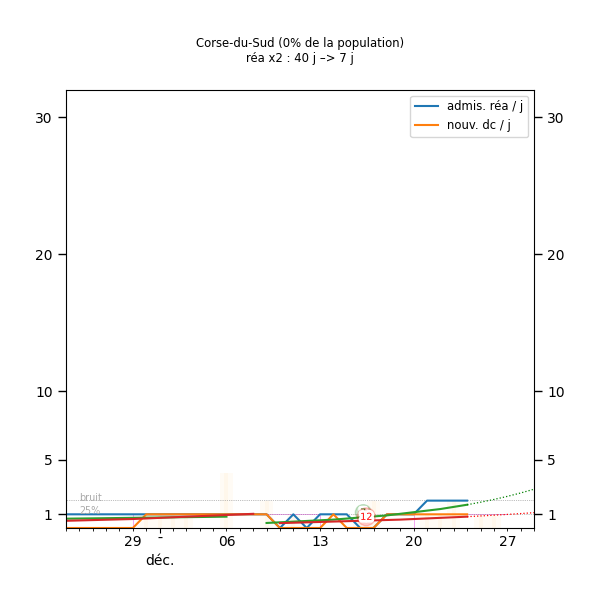 Corse-du-Sud (0% de la population)
réa x2 : 40 j –> 7 j
admis. réa / j
nouv. dc / j
30 30
20 20
10 10
5 5
1 1
bruit
25%
12
29 - 06 13 20 27
déc.